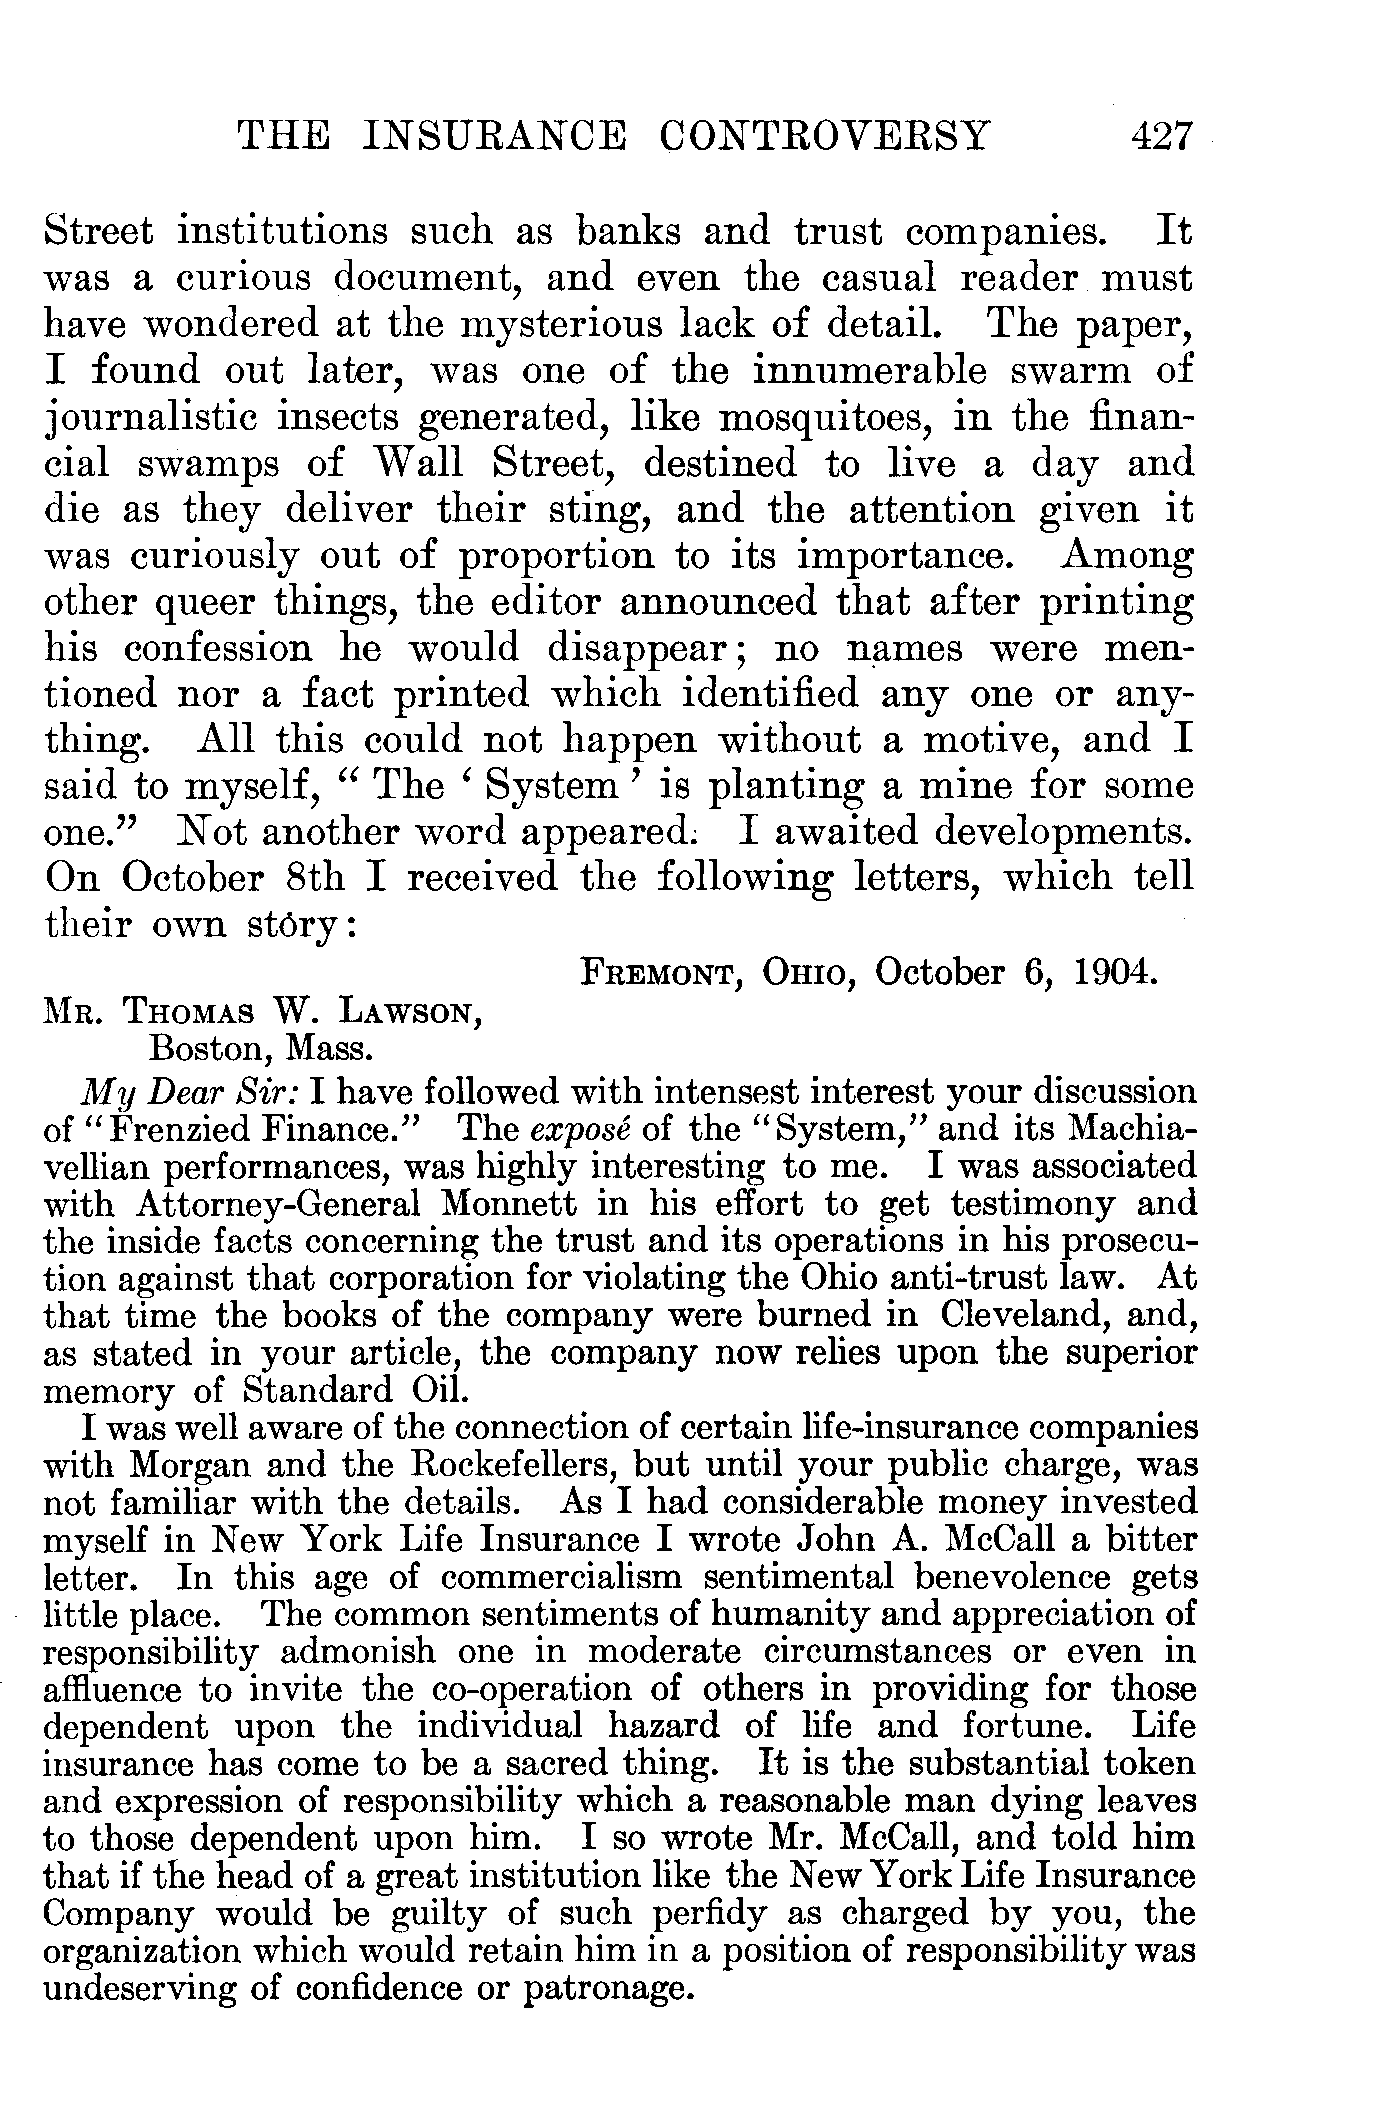 THE INSURANCE CONTROVERSY 427
Street institutions such as banks and trust companies. It
was a curious document, and even the casual reader must
have wondered at the mysterious lack of detail. The paper,
I found out later, was one of the innumerable swarm of
journalistic insects generated, like mosquitoes, in the finan-
cial swamps of Wall Street, destined to live a day and
die as they deliver their sting, and the attention given it
was curiously out of proportion to its importance. Among
other queer things, the editor announced that after printing
his confession he would disappear; no names were men-
tioned nor a fact printed which identified any one or any-
thing. All this could not happen without a motive, and I
said to myself, “ The ‘ System ’ is planting a mine for some
one.” Not another word appeared. I awaited developments.
On October 8th I received the following letters, which tell
their own story:
FREMONT, OHIO, October 6, 1904.
MR. THOMAS W. LAWSON,
Boston, Mass.
My Dear Sir: I have followed with intensest interest your discussion
of “Frenzied Finance.” The exposé of the “System,” and its Machia-
vellian performances, was highly interesting to me. I was associated
with Attorney-General Monnett in his effort to get testimony and
the inside facts concerning the trust and its operations in his prosecu-
tion against that corporation for violating the Ohio anti-trust law. At
that time the books of the company were burned in Cleveland, and,
as stated in your article, the company now relies upon the superior
memory of Standard Oil.
I was well aware of the connection of certain life-insurance companies
with Morgan and the Rockefellers, but until your public charge, was
not familiar with the details. As I had considerable money invested
myself in New York Life Insurance I wrote John A. McCall a bitter
letter. In this age of commercialism sentimental benevolence gets
little place. The common sentiments of humanity and appreciation of
responsibility admonish one in moderate circumstances or even in
affluence to invite the co-operation of others in providing for those
dependent upon the individual hazard of life and fortune. Life
insurance has come to be a sacred thing. It is the substantial token
and expression of responsibility which a reasonable man dying leaves
to those dependent upon him. I so wrote Mr. McCall, and told him
that if the head of a great institution like the New York Life Insurance
Company would be guilty of such perfidy as charged by you, the
organization which would retain him in a position of responsibility was
undeserving of confidence or patronage.